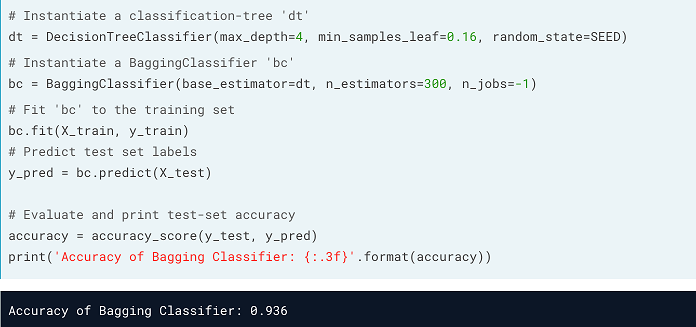 # Instantiate a classification-tree 'dt'
dt = DecisionTreeClassifier(max_depth=4, min_samples_leaf=0.16, random_state=SEED)
# Instantiate a BaggingClassifier 'bc'
bc = BaggingClassifier(base_estimator=dt, n_estimators=300, n_jobs=-1)
# Fit 'bc' to the training set
bc.fit(X_train, y_train)
# Predict test set labels
y_pred = bc.predict(X_test)
# Evaluate and print test-set accuracy
accuracy = accuracy_score(y_test, y_pred)
print('Accuracy of Bagging Classifier: {:.3f}'.format(accuracy))
Accuracy of Bagging Classifier: 0.936